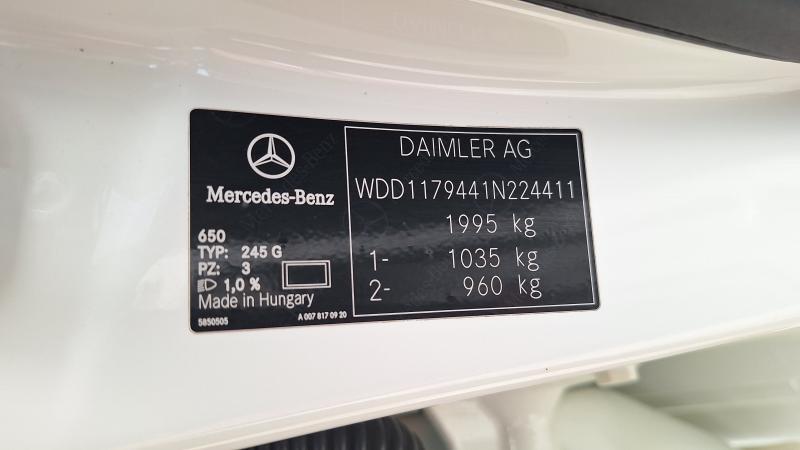 Mercedes-Benz
650
TYP: 245 G
PZ: 3
1,0 %
Made in Hungary
5850505
A 007 817 09 20
DAIMLER AG
WDD1179441N224411
1995 kg
1- 1035 kg
2- 960 kg